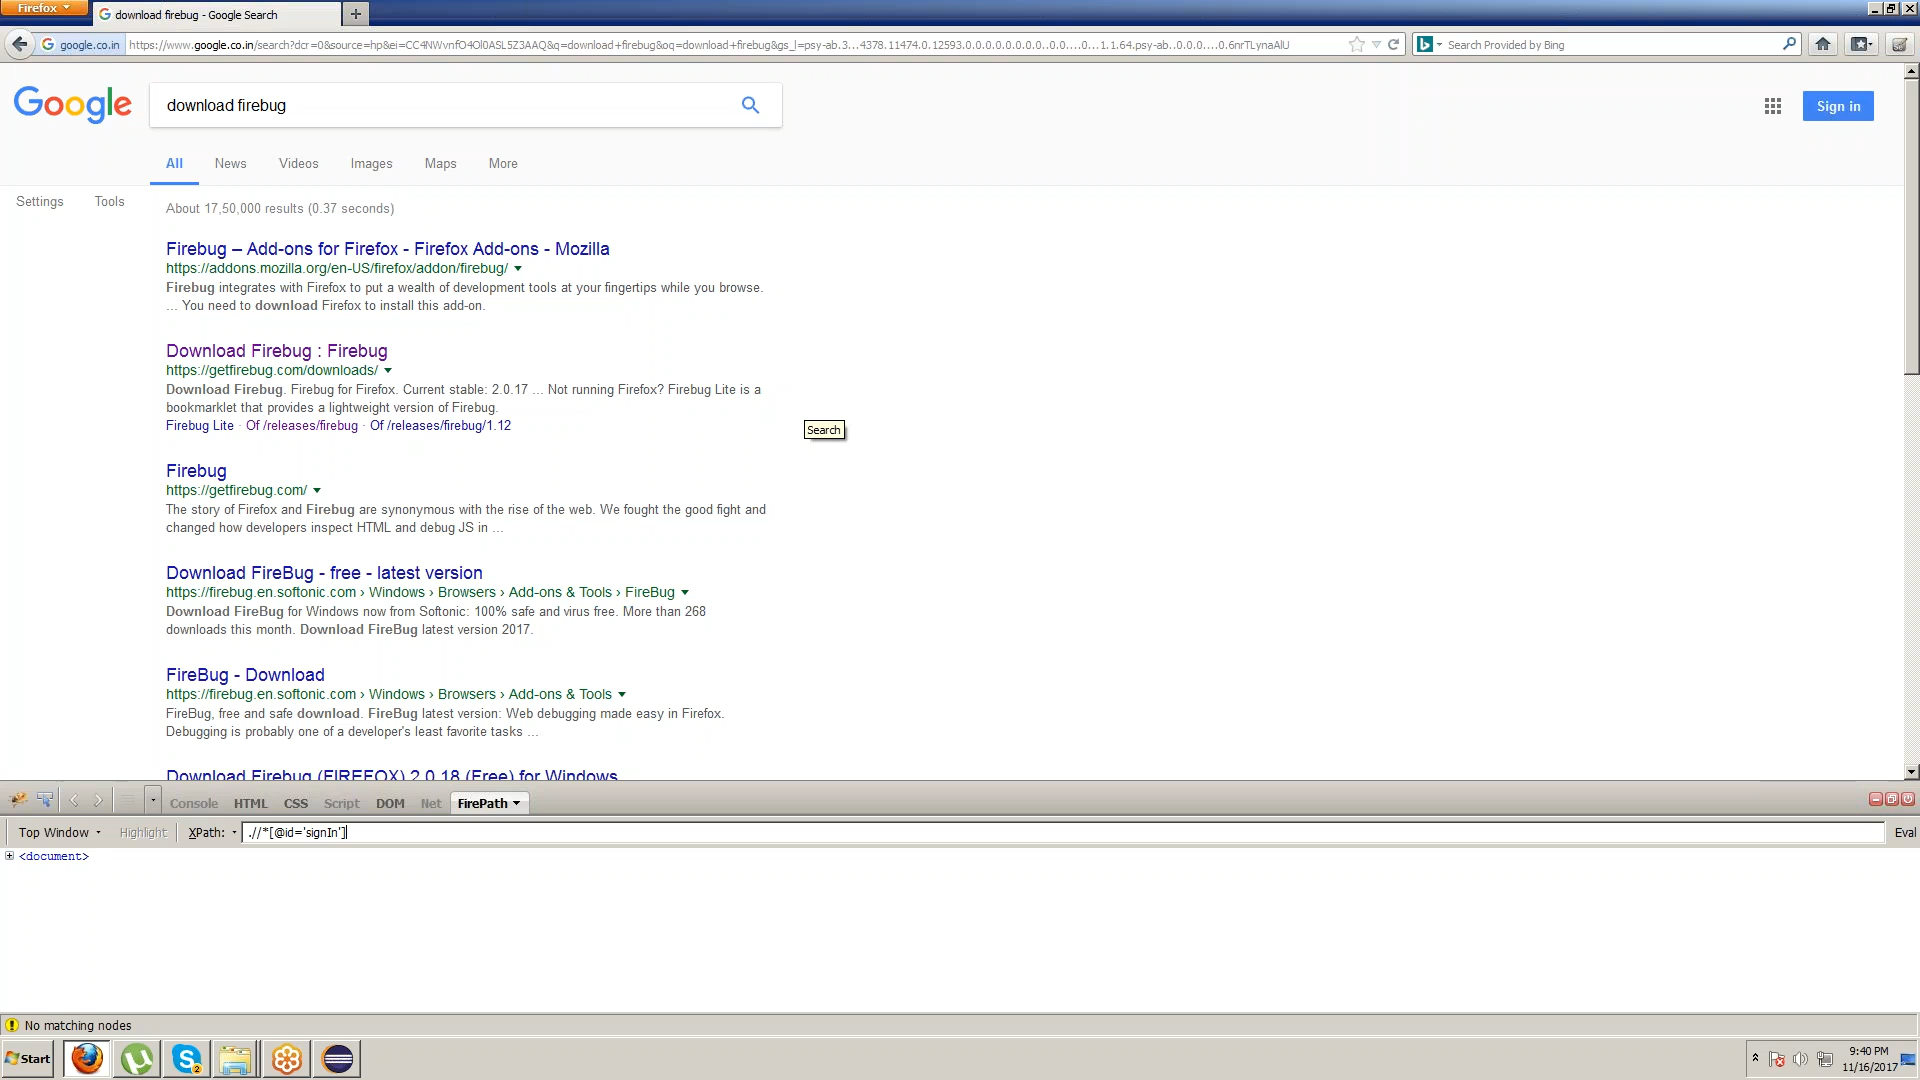 Firefox
download firebug - Google Search
google.co.in
https://www.google.co.in/search?dcr=0&source=hp&ei=CC4NWvnfO4Ol0ASL5Z3AAQ&q=download+firebug&oq=download+firebug&gs_l=psy-ab.3...4378.11474.0.12593.0.0.0.0.0.0.0.0..0.0....0...1.1.64.psy-ab..0.0.0....0.6nrTLynaAlU
Search Provided by Bing
Google
download firebug
Sign in
All
News
Videos
Images
Maps
More
Settings
Tools
About 17,50,000 results (0.37 seconds)
Firebug – Add-ons for Firefox - Firefox Add-ons - Mozilla
https://addons.mozilla.org/en-US/firefox/addon/firebug/
Firebug integrates with Firefox to put a wealth of development tools at your fingertips while you browse.
... You need to download Firefox to install this add-on.
Download Firebug : Firebug
https://getfirebug.com/downloads/
Download Firebug. Firebug for Firefox. Current stable: 2.0.17 ... Not running Firefox? Firebug Lite is a
bookmarklet that provides a lightweight version of Firebug.
Firebug Lite · Of /releases/firebug · Of /releases/firebug/1.12
Search
Firebug
https://getfirebug.com/
The story of Firefox and Firebug are synonymous with the rise of the web. We fought the good fight and
changed how developers inspect HTML and debug JS in ...
Download FireBug - free - latest version
https://firebug.en.softonic.com › Windows › Browsers › Add-ons & Tools › FireBug
Download FireBug for Windows now from Softonic: 100% safe and virus free. More than 268
downloads this month. Download FireBug latest version 2017.
FireBug - Download
https://firebug.en.softonic.com › Windows › Browsers › Add-ons & Tools
FireBug, free and safe download. FireBug latest version: Web debugging made easy in Firefox.
Debugging is probably one of a developer's least favorite tasks ...
Download Firebug (FIREFOX) 2.0.18 (Free) for Windows
Console
HTML
CSS
Script
DOM
Net
FirePath
Top Window
Highlight
XPath:
.//*[@id='signIn']
Eval
<document>
No matching nodes
Start
2
9:40 PM
11/16/2017